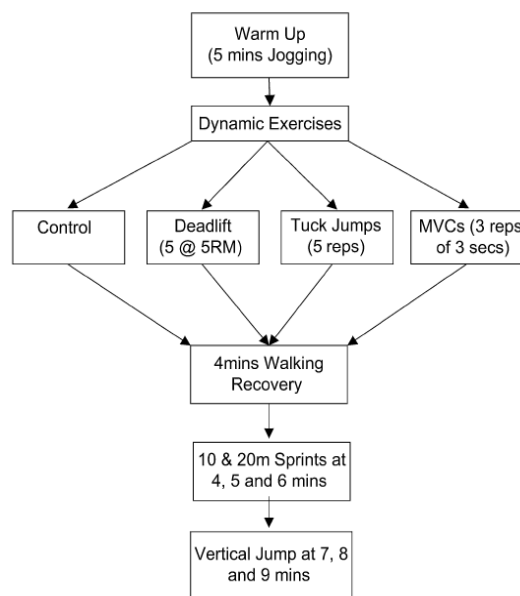 Warm Up
(5 mins Jogging)
Dynamic Exercises
Control
Deadlift
(5 @ 5RM)
Tuck Jumps
(5 reps)
MVCs (3 reps
of 3 secs)
4mins Walking
Recovery
10 & 20m Sprints at
4, 5 and 6 mins
Vertical Jump at 7, 8
and 9 mins